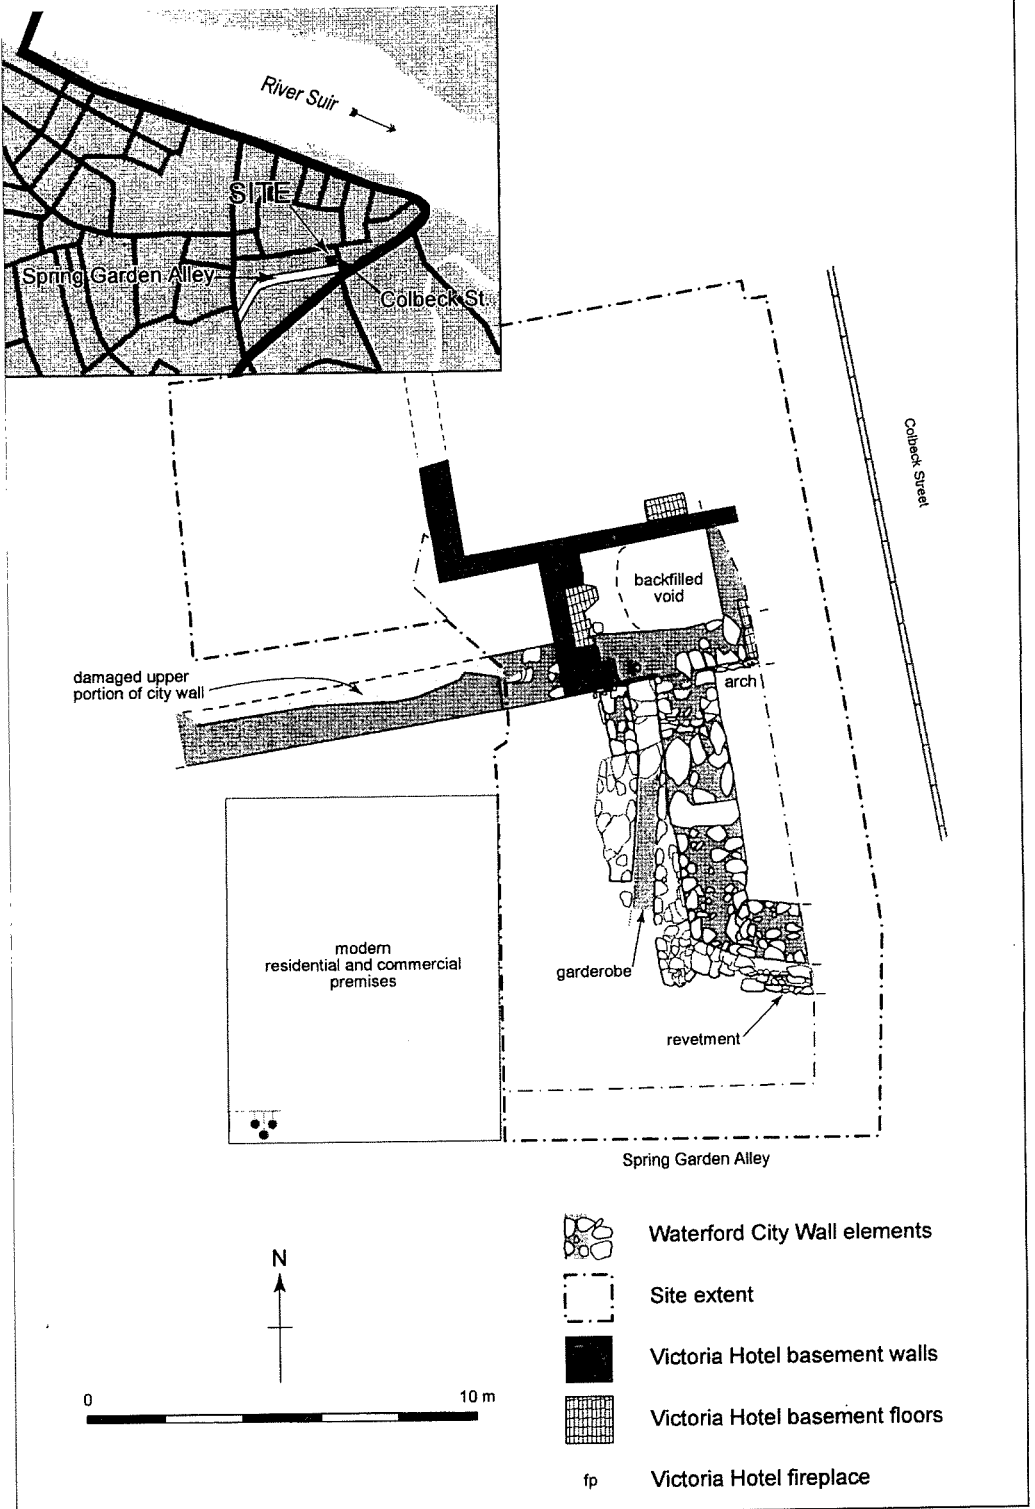 River Suir
SITE
Spring Garden Alley
Colbeck St
Colbeck Street
backfilled
void
damaged upper
portion of city wall
arch
modern
residential and commercial
premises
garderobe
revetment
Spring Garden Alley
N
0
10 m
Waterford City Wall elements
Site extent
Victoria Hotel basement walls
Victoria Hotel basement floors
fp
Victoria Hotel fireplace